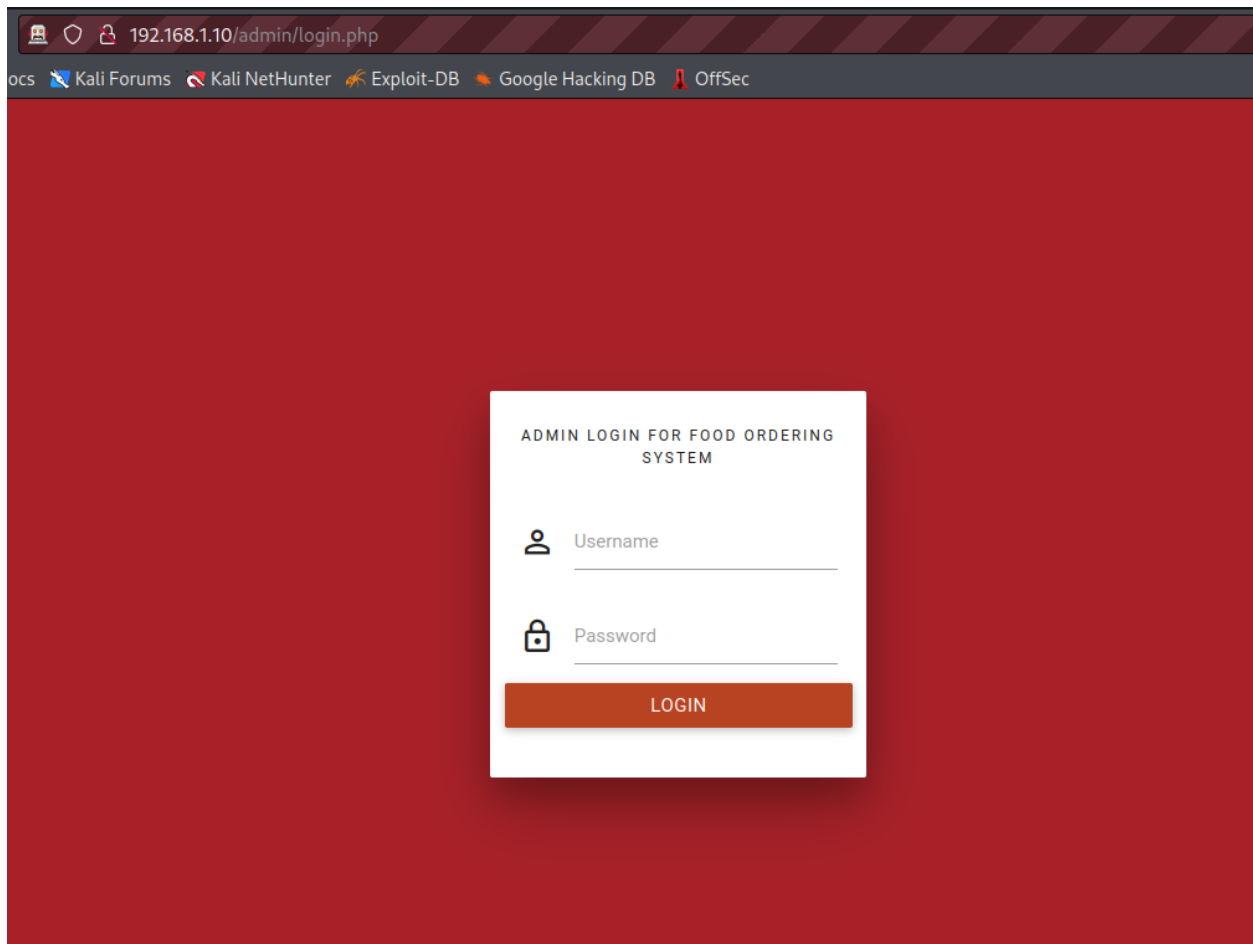 192.168.1.10/admin/login.php
ocs Kali Forums Kali NetHunter Exploit-DB Google Hacking DB OffSec
ADMIN LOGIN FOR FOOD ORDERING
SYSTEM
Username
Password
LOGIN